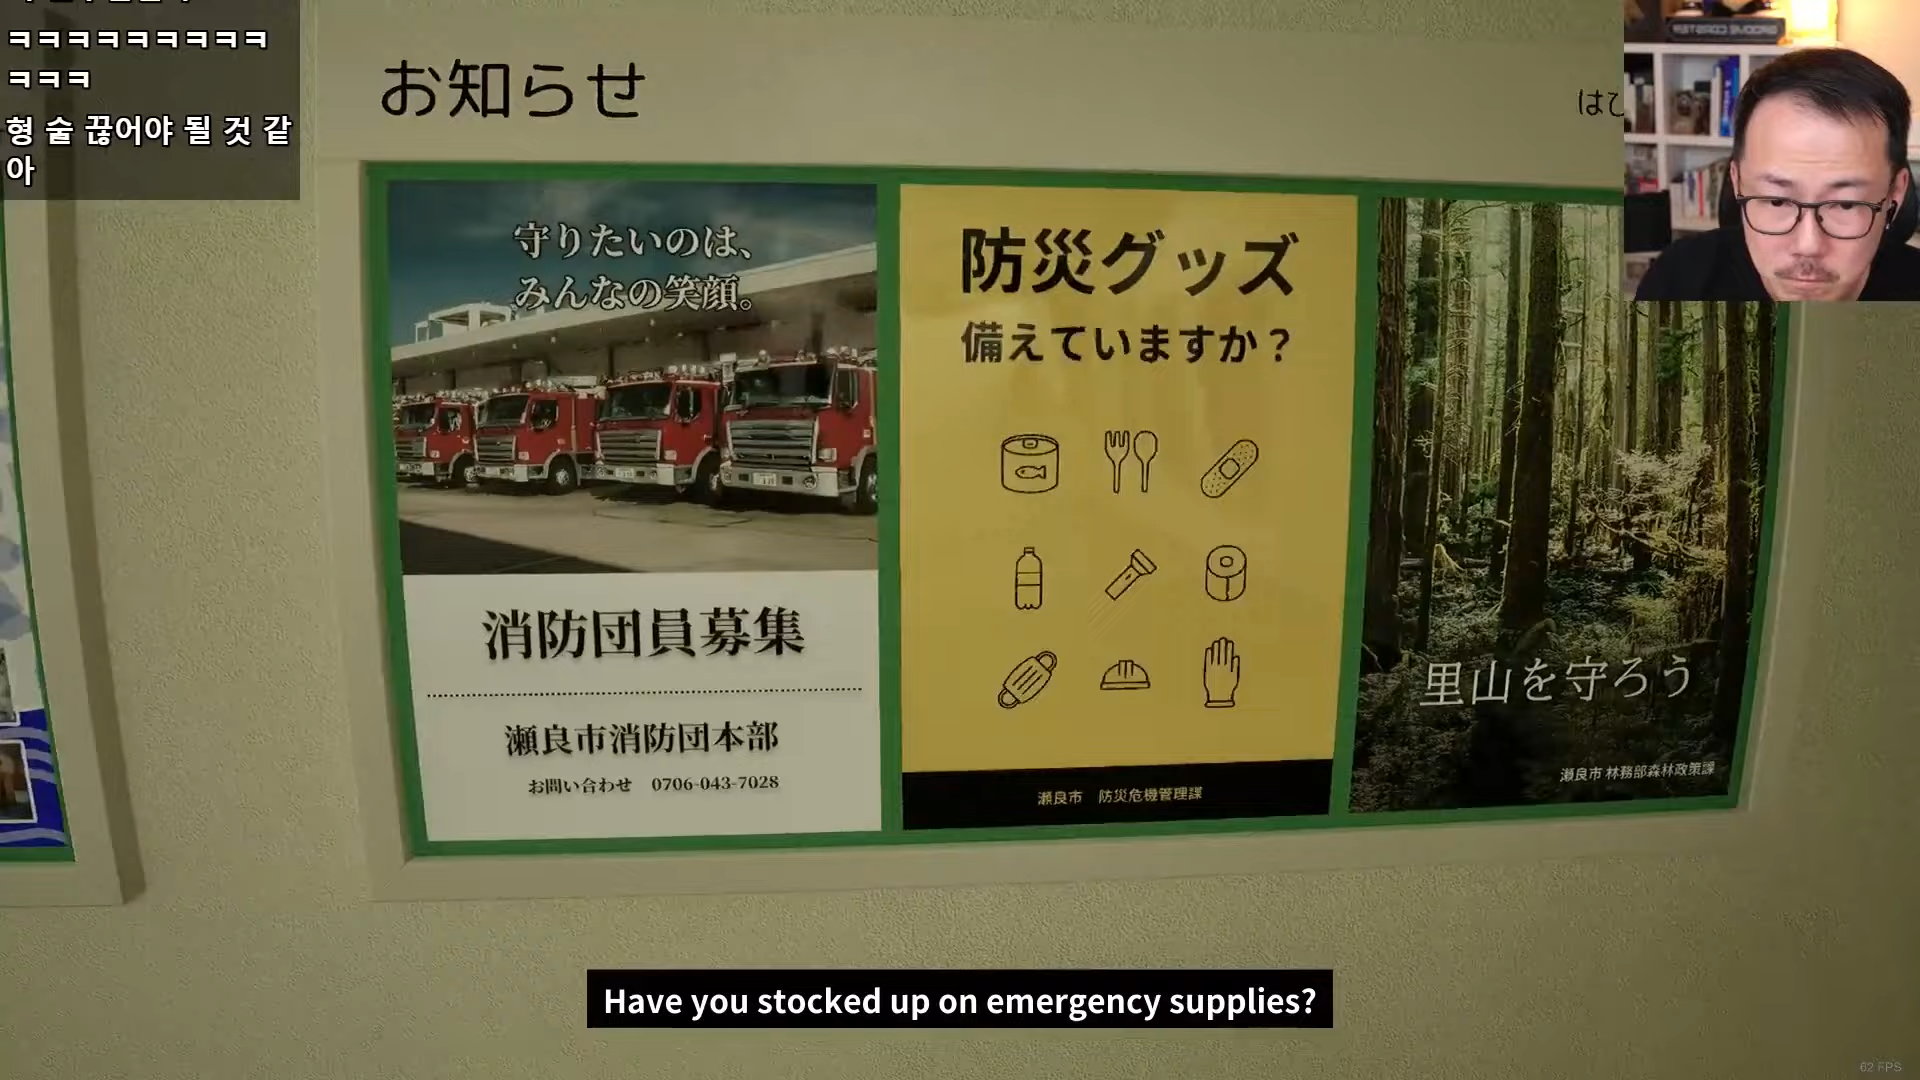 ㅋㅋㅋㅋㅋㅋㅋㅋㅋ
ㅋㅋㅋ
형 술 끊어야 될 것 같
아
お知らせ
守りたいのは、
みんなの笑顔。
消防団員募集
瀬良市消防団本部
お問い合わせ 0706-043-7028
防災グッズ
備えていますか？
瀬良市 防災危機管理課
里山を守ろう
瀬良市 林務部森林政策課
Have you stocked up on emergency supplies?
62 FPS